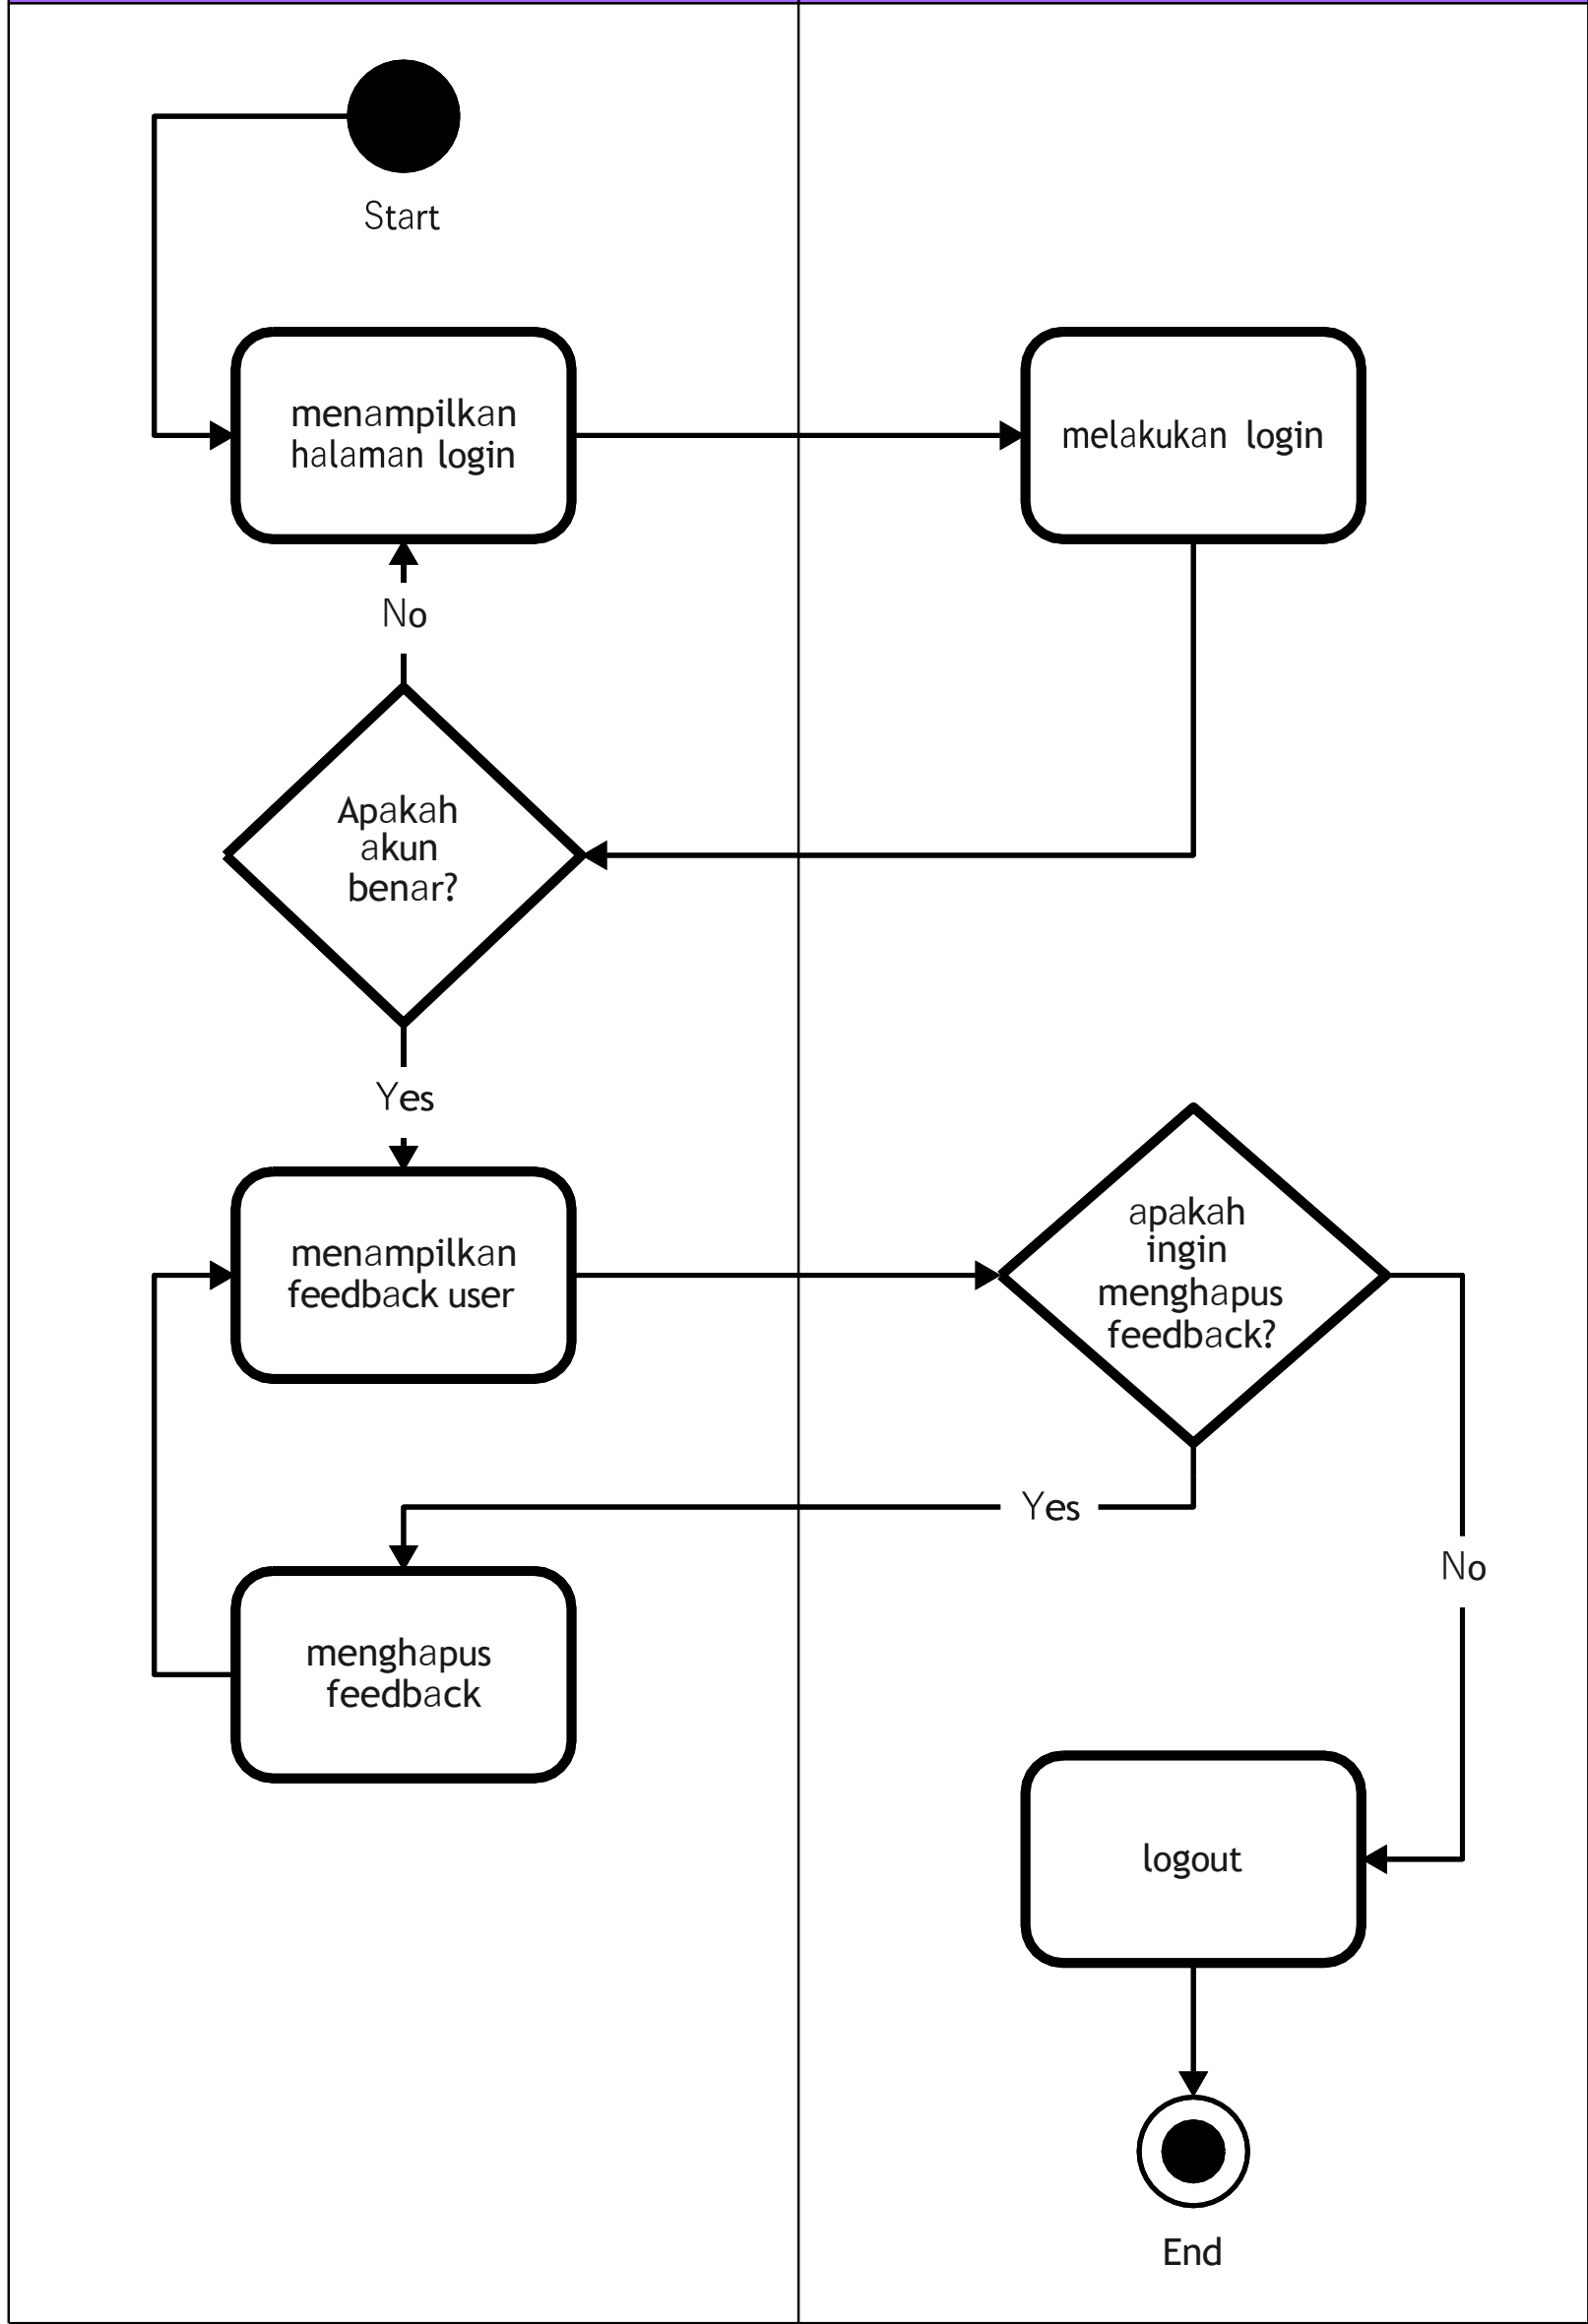 Start
menampilkan
halaman login
melakukan login
No
Apakah
akun
benar?
Yes
menampilkan
feedback user
apakah
ingin
menghapus
feedback?
Yes
No
menghapus
feedback
logout
End